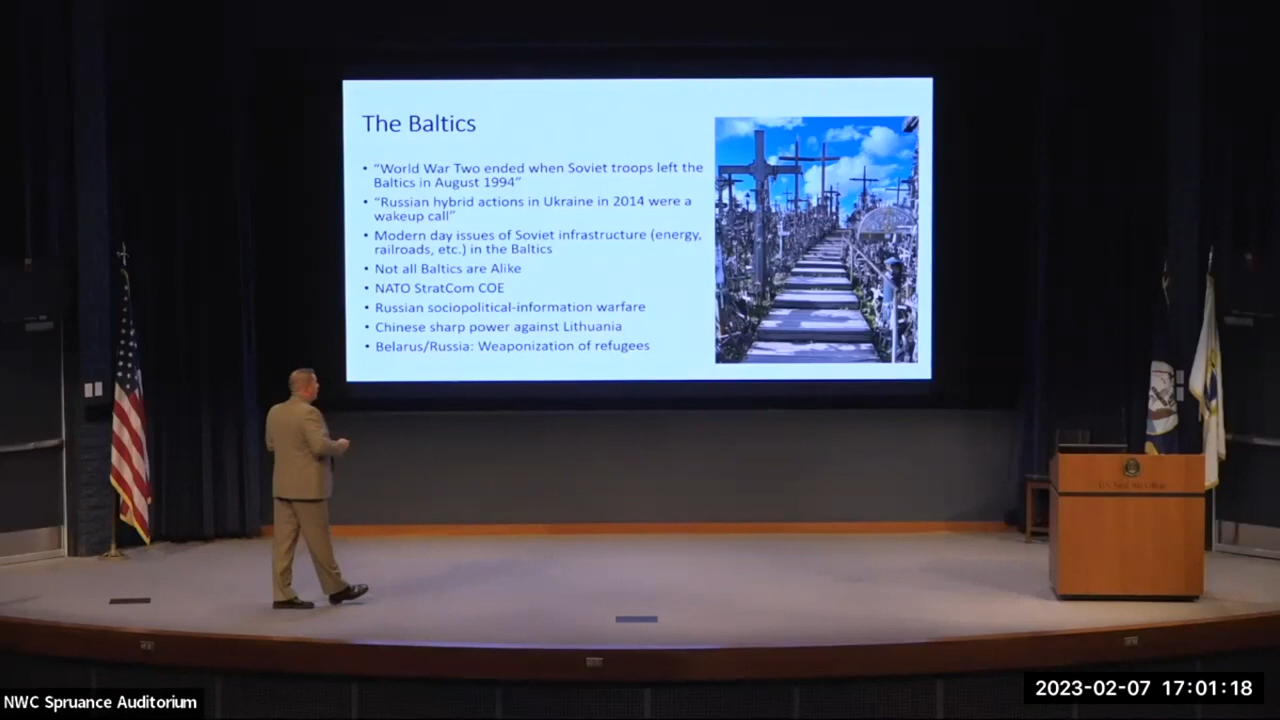 The Baltics
• “World War Two ended when Soviet troops left the
Baltics in August 1994”
• “Russian hybrid actions in Ukraine in 2014 were a
wakeup call”
• Modern day issues of Soviet infrastructure (energy,
railroads, etc.) in the Baltics
• Not all Baltics are Alike
• NATO StratCom COE
• Russian sociopolitical-information warfare
• Chinese sharp power against Lithuania
• Belarus/Russia: Weaponization of refugees
U.S. Naval War College
NWC Spruance Auditorium
2023-02-07 17:01:18